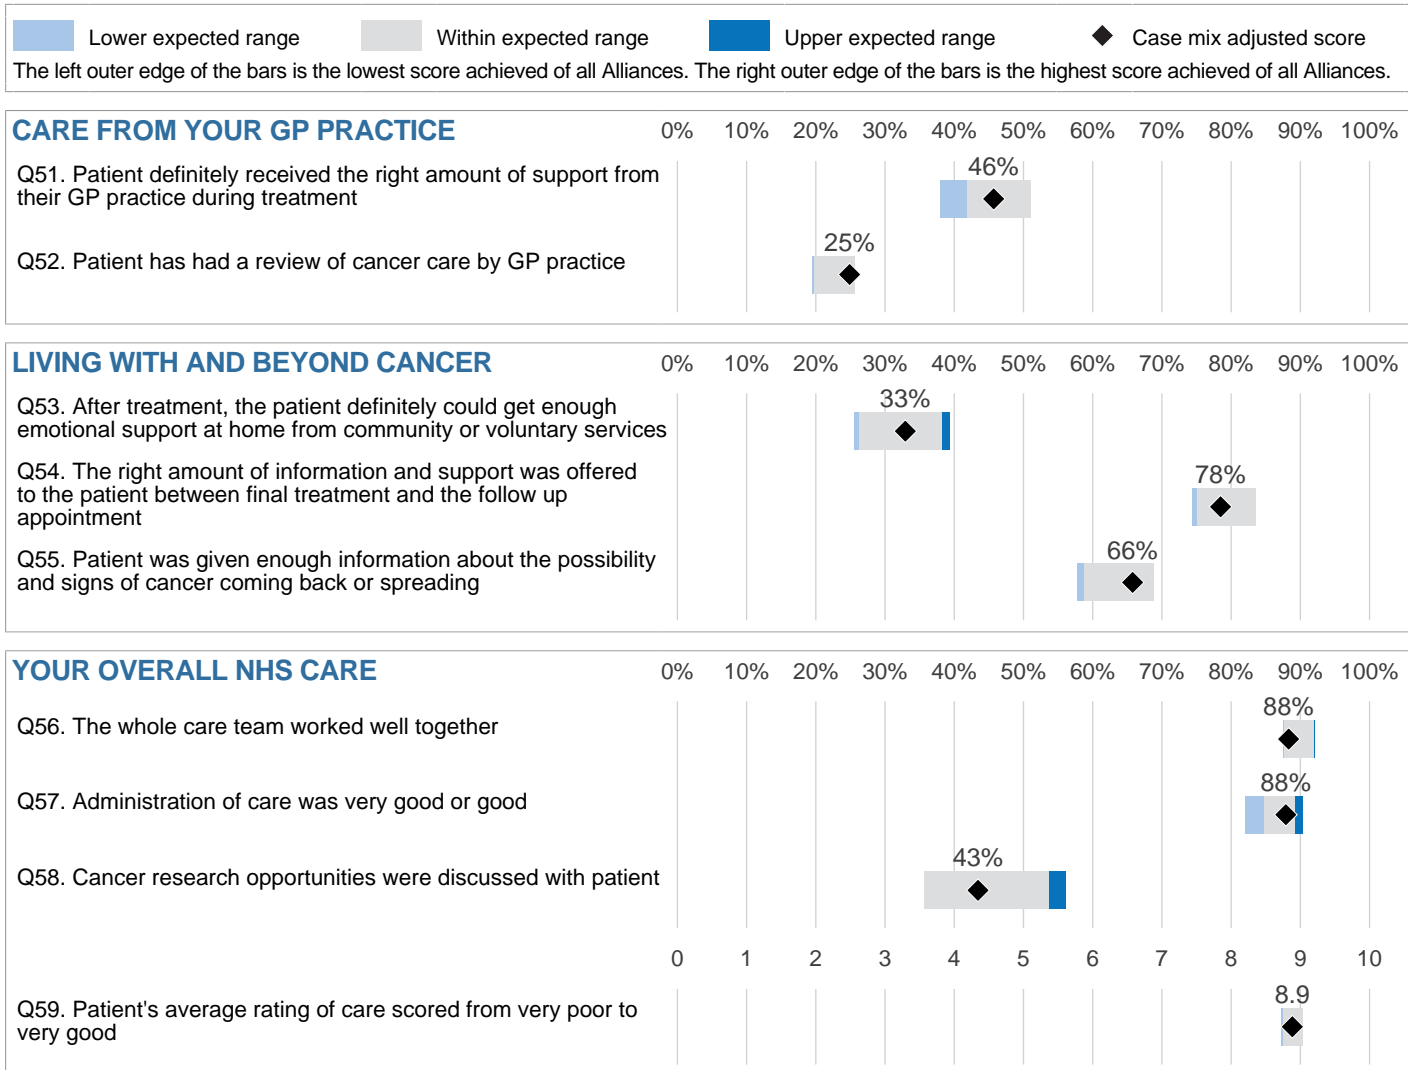 Lower expected range Within expected range Upper expected range Case mix adjusted score
The left outer edge of the bars is the lowest score achieved of all Alliances. The right outer edge of the bars is the highest score achieved of all Alliances.
CARE FROM YOUR GP PRACTICE 0% 10% 20% 30% 40% 50% 60% 70% 80% 90% 100%
46%
Q51. Patient definitely received the right amount of support from
their GP practice during treatment
25%
Q52. Patient has had a review of cancer care by GP practice
LIVING WITH AND BEYOND CANCER 0% 10% 20% 30% 40% 50% 60% 70% 80% 90% 100%
33%
Q53. After treatment, the patient definitely could get enough
emotional support at home from community or voluntary services
Q54. The right amount of information and support was offered
78%
to the patient between final treatment and the follow up
appointment
66%
Q55. Patient was given enough information about the possibility
and signs of cancer coming back or spreading
YOUR OVERALL NHS CARE 0% 10% 20% 30% 40% 50% 60% 70% 80% 90% 100%
88%
Q56. The whole care team worked well together
88%
Q57. Administration of care was very good or good
43%
Q58. Cancer research opportunities were discussed with patient
0 1 2 3 4 5 6 7 8 9 10
8.9
Q59. Patient's average rating of care scored from very poor to
very good